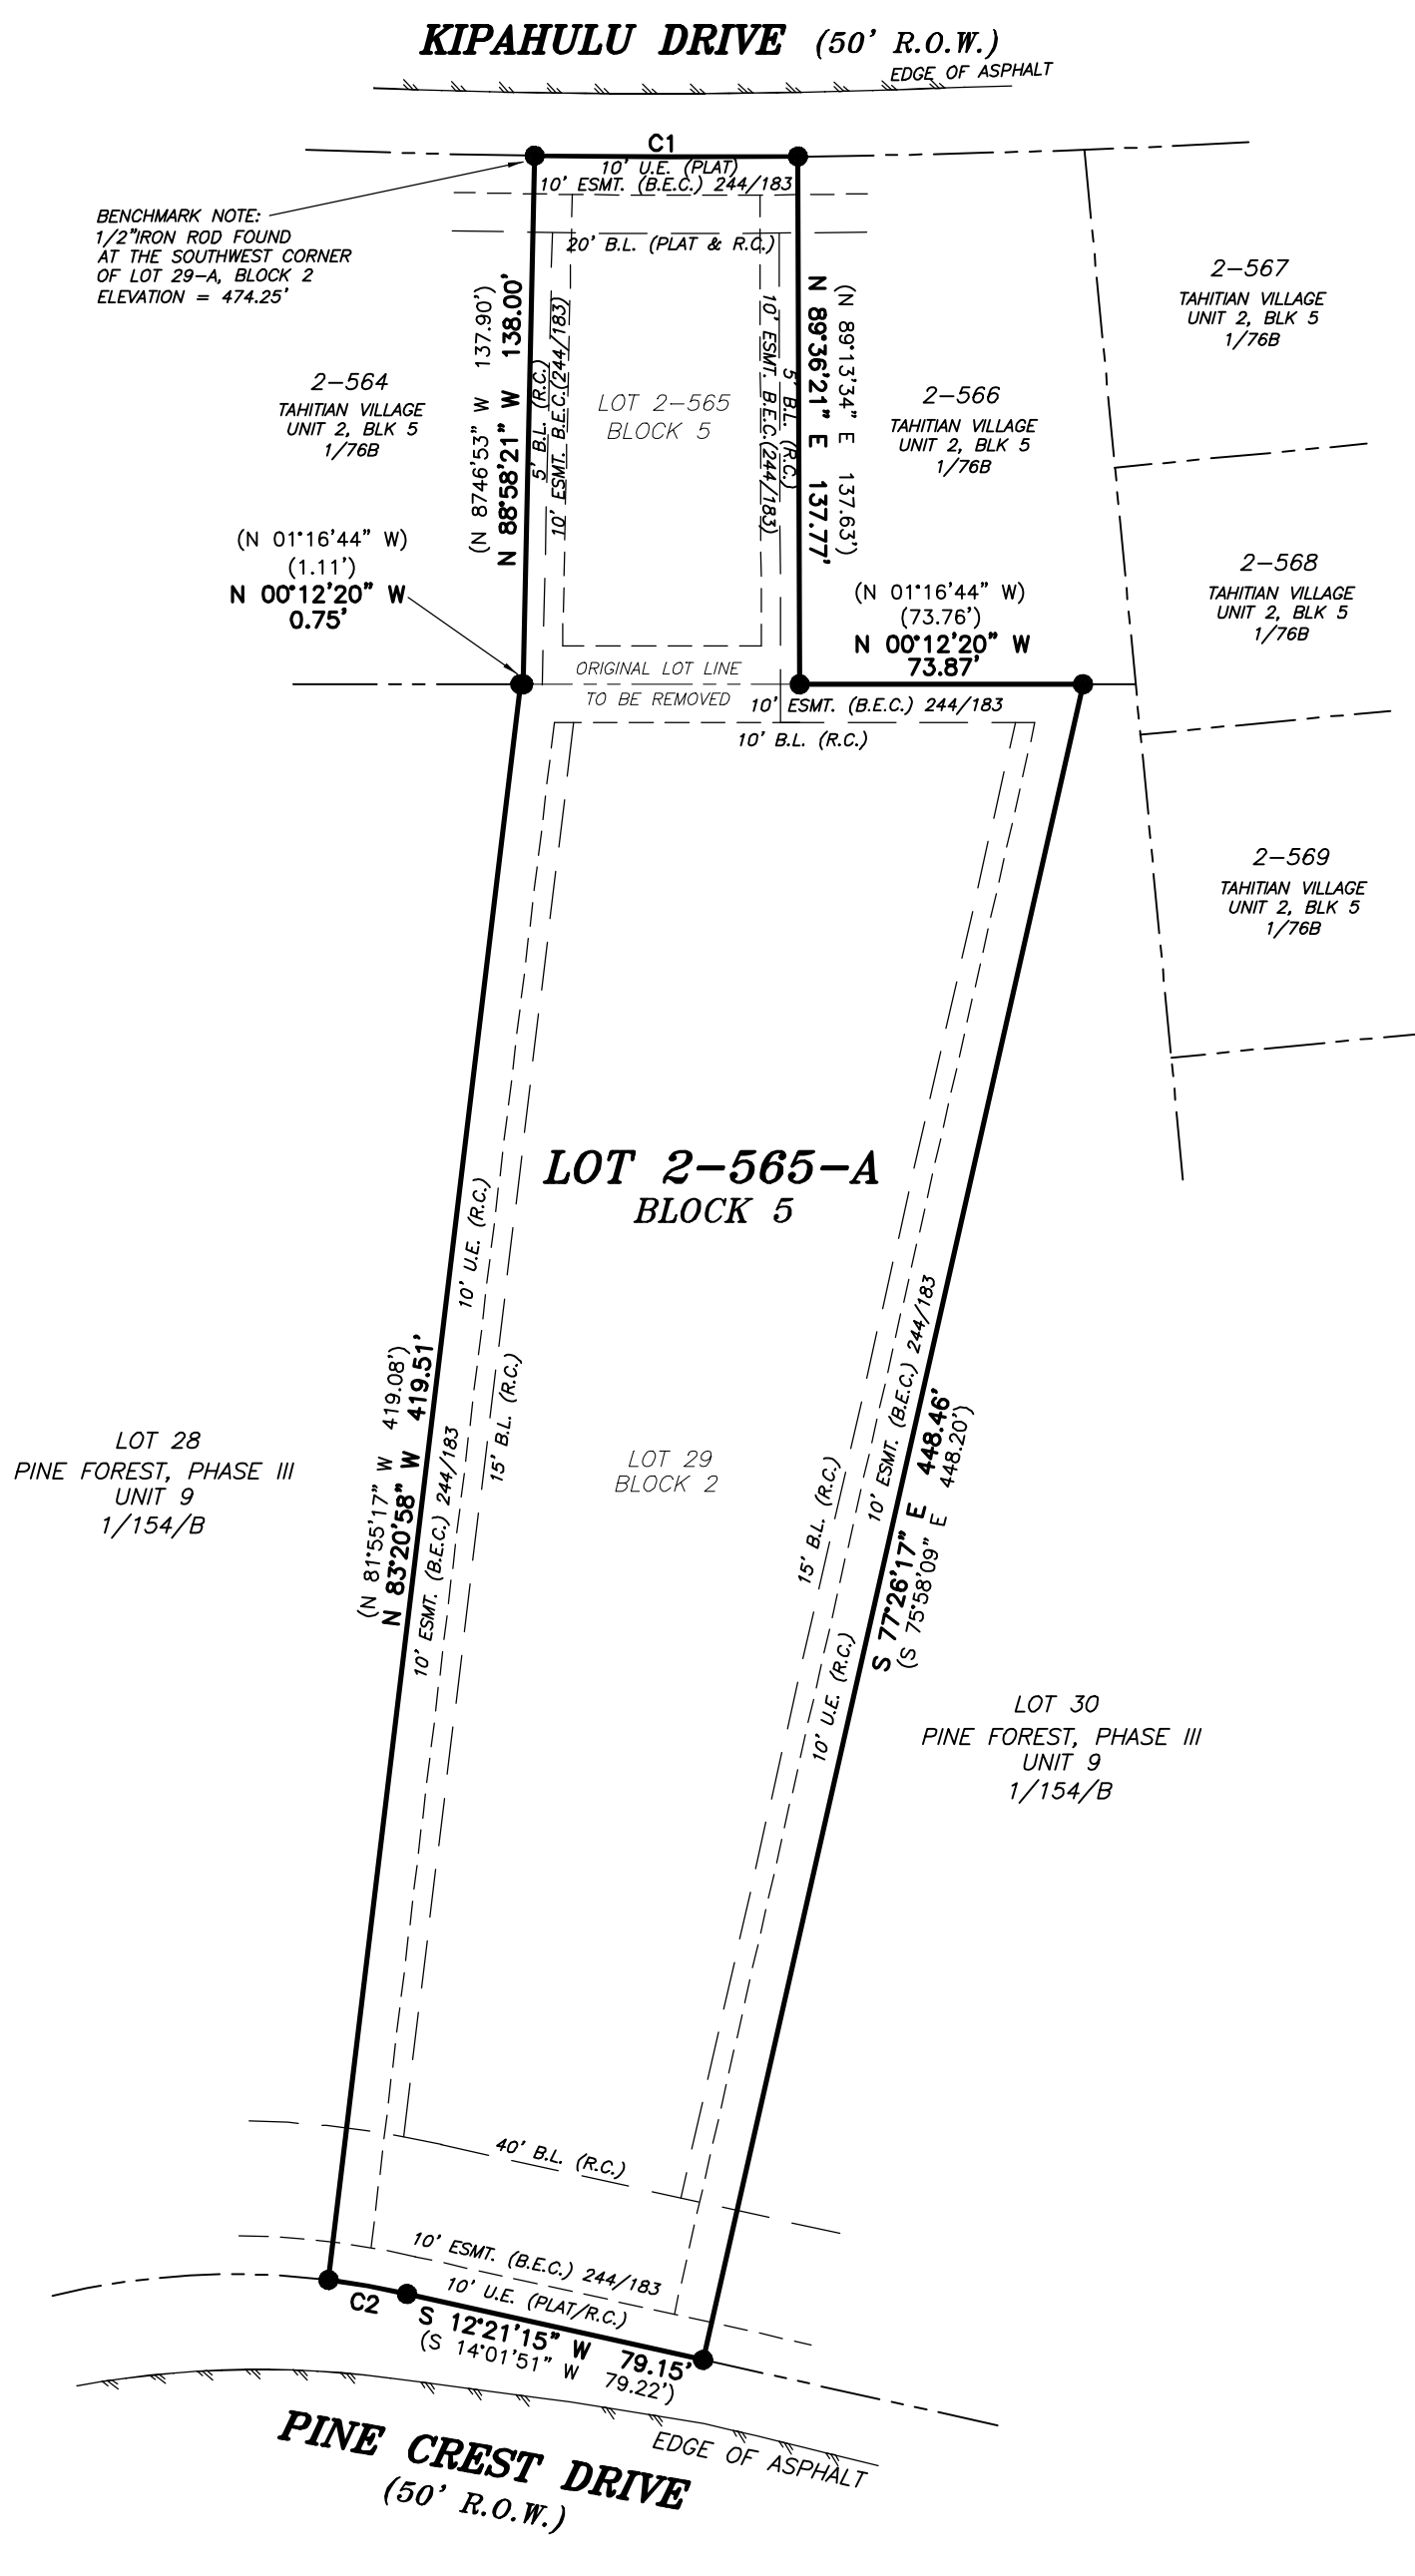 KIPAHULU DRIVE (50' R.O.W.)
EDGE OF ASPHALT
C1
10' U.E. (PLAT)
10' ESMT. (B.E.C.) 244/183
20' B.L. (PLAT & R.C.)
BENCHMARK NOTE:
1/2"IRON ROD FOUND
AT THE SOUTHWEST CORNER
OF LOT 29-A, BLOCK 2
ELEVATION = 474.25'
2-567
TAHITIAN VILLAGE
UNIT 2, BLK 5
1/76B
2-564
TAHITIAN VILLAGE
UNIT 2, BLK 5
1/76B
(N 8746'53" W 137.90')
N 88°58'21" W 138.00'
5' B.L. (R.C.)
10' ESMT. B.E.C.(244/183)
LOT 2-565
BLOCK 5
10' ESMT. B.E.C.(244/183)
5' B.L. (R.C.)
N 89°36'21" E 137.77'
(N 89°13'34" E 137.63')
2-566
TAHITIAN VILLAGE
UNIT 2, BLK 5
1/76B
(N 01°16'44" W)
(1.11')
N 00°12'20" W
0.75'
(N 01°16'44" W)
(73.76')
N 00°12'20" W
73.87'
2-568
TAHITIAN VILLAGE
UNIT 2, BLK 5
1/76B
ORIGINAL LOT LINE
TO BE REMOVED
10' ESMT. (B.E.C.) 244/183
10' B.L. (R.C.)
2-569
TAHITIAN VILLAGE
UNIT 2, BLK 5
1/76B
LOT 2-565-A
BLOCK 5
10' U.E. (R.C.)
15' B.L. (R.C.)
(N 81°55'17" W 419.08')
N 83°20'58" W 419.51'
10' ESMT. (B.E.C.) 244/183
LOT 28
PINE FOREST, PHASE III
UNIT 9
1/154/B
LOT 29
BLOCK 2
15' B.L. (R.C.)
10' ESMT. (B.E.C.) 244/183
10' U.E. (R.C.)
S 77°26'17" E 448.46'
(S 75°58'09" E 448.20')
LOT 30
PINE FOREST, PHASE III
UNIT 9
1/154/B
40' B.L. (R.C.)
10' ESMT. (B.E.C.) 244/183
10' U.E. (PLAT/R.C.)
C2
S 12°21'15" W 79.15'
(S 14°01'51" W 79.22')
EDGE OF ASPHALT
PINE CREST DRIVE
(50' R.O.W.)